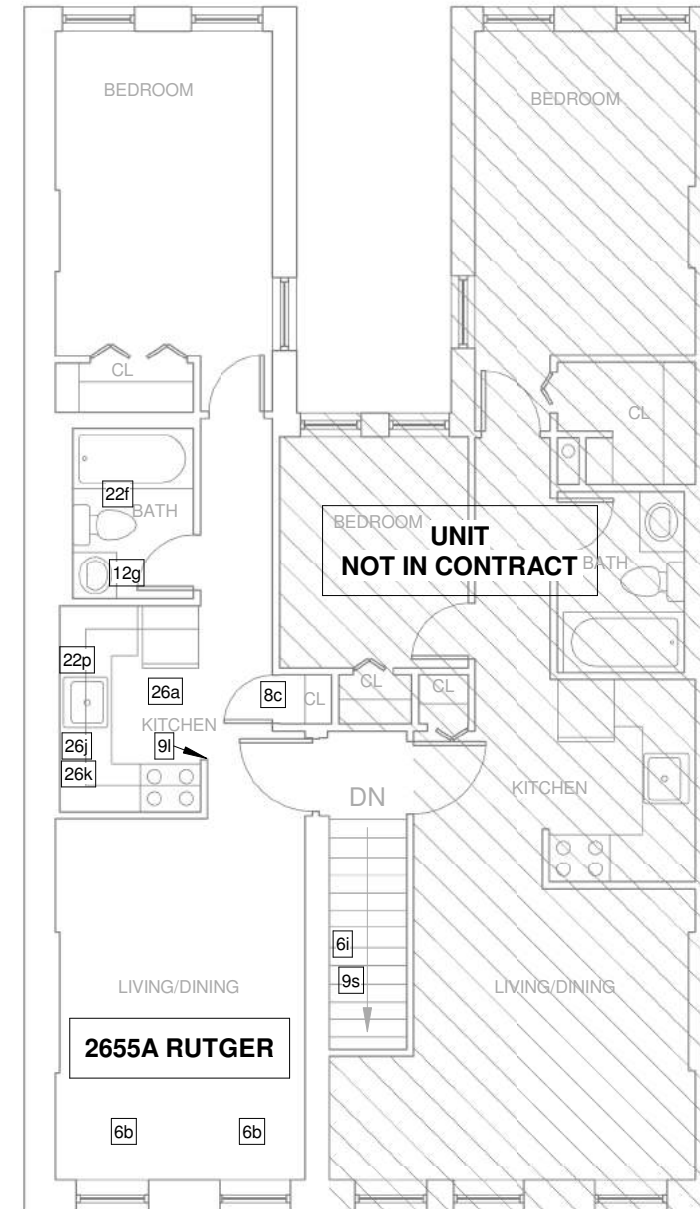 BEDROOM
BEDROOM
CL
CL
22f
BATH
BEDROOM
UNIT
NOT IN CONTRACT
BATH
12g
22p
26a
8c
CL
CL
CL
KITCHEN
26j
9l
26k
DN
KITCHEN
6i
9s
LIVING/DINING
LIVING/DINING
2655A RUTGER
6b
6b